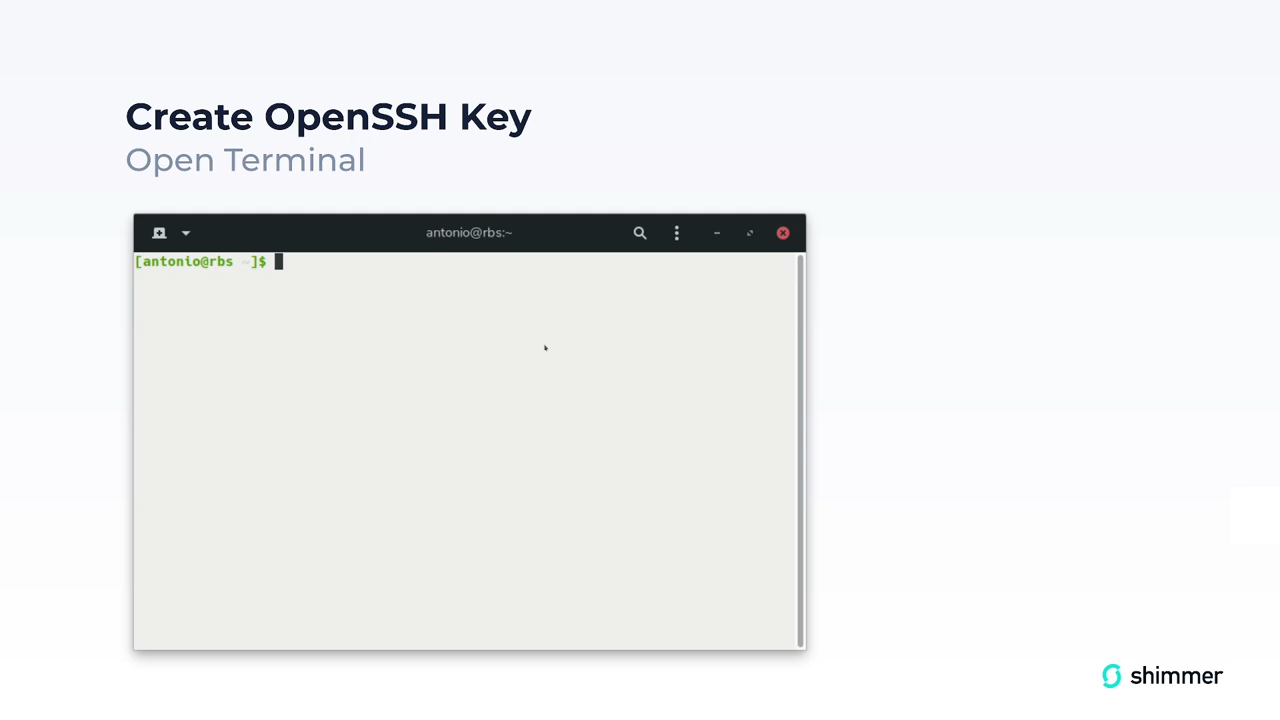 Create OpenSSH Key
Open Terminal
antonio@rbs:~
[antonio@rbs ~]$
shimmer